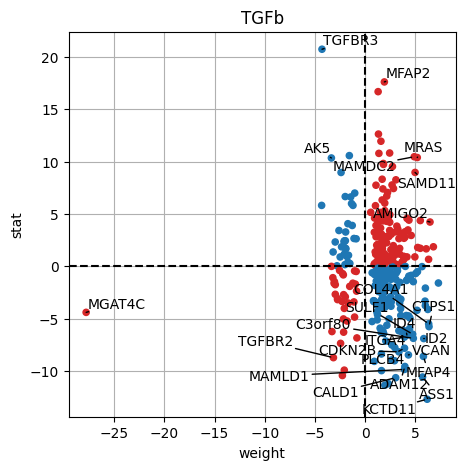 TGFb
TGFBR3
MFAP2
MRAS
AK5
MAMDC2
SAMD11
AMIGO2
COL4A1
SULF1
CTPS1
MGAT4C
C3orf80
ID4
TGFBR2
ITGA4
ID2
CDKN2B
VCAN
PLCB4
MAMLD1
MFAP4
ADAM12
CALD1
ASS1
KCTD11
stat
20
15
10
5
0
−5
−10
−25
−20
−15
−10
−5
0
5
weight